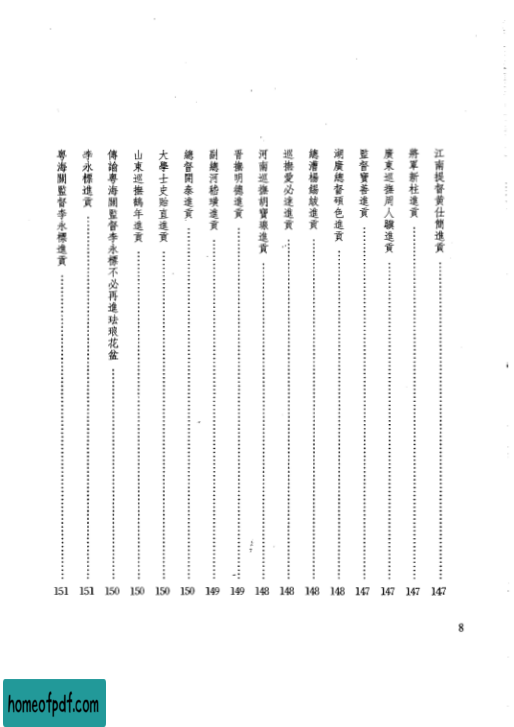 江南提督黃仕簡進貢 147
將軍新柱進貢 147
廣東巡撫周人驥進貢 147
監督寶善進貢 147
湖廣總督碩色進貢 148
總漕楊錫紱進貢 148
巡撫愛必達進貢 148
河南巡撫胡寶瑔進貢 148
晋撫明德進貢 149
副總河嵇璜進貢 149
總督開泰進貢 150
大學士史貽直進貢 150
山東巡撫鶴年進貢 150
傳諭粵海關監督李永標不必再進琺瑯花盆 150
李永標進貢 151
粵海關監督李永標進貢 151
8
homeofpdf.com